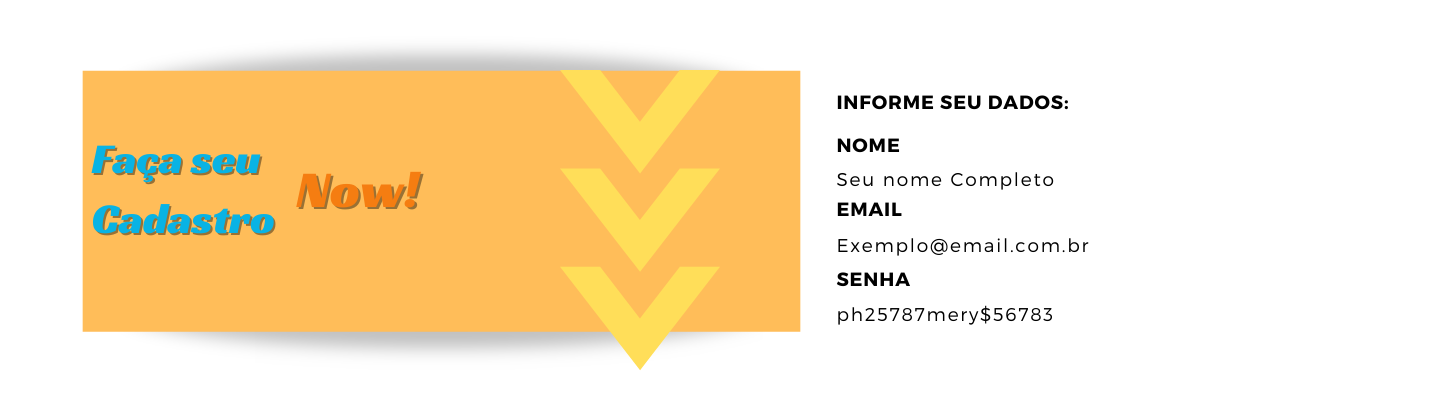 Faça seu
Cadastro
Now!
INFORME SEU DADOS:
NOME
Seu nome Completo
EMAIL
Exemplo@email.com.br
SENHA
ph25787mery$56783